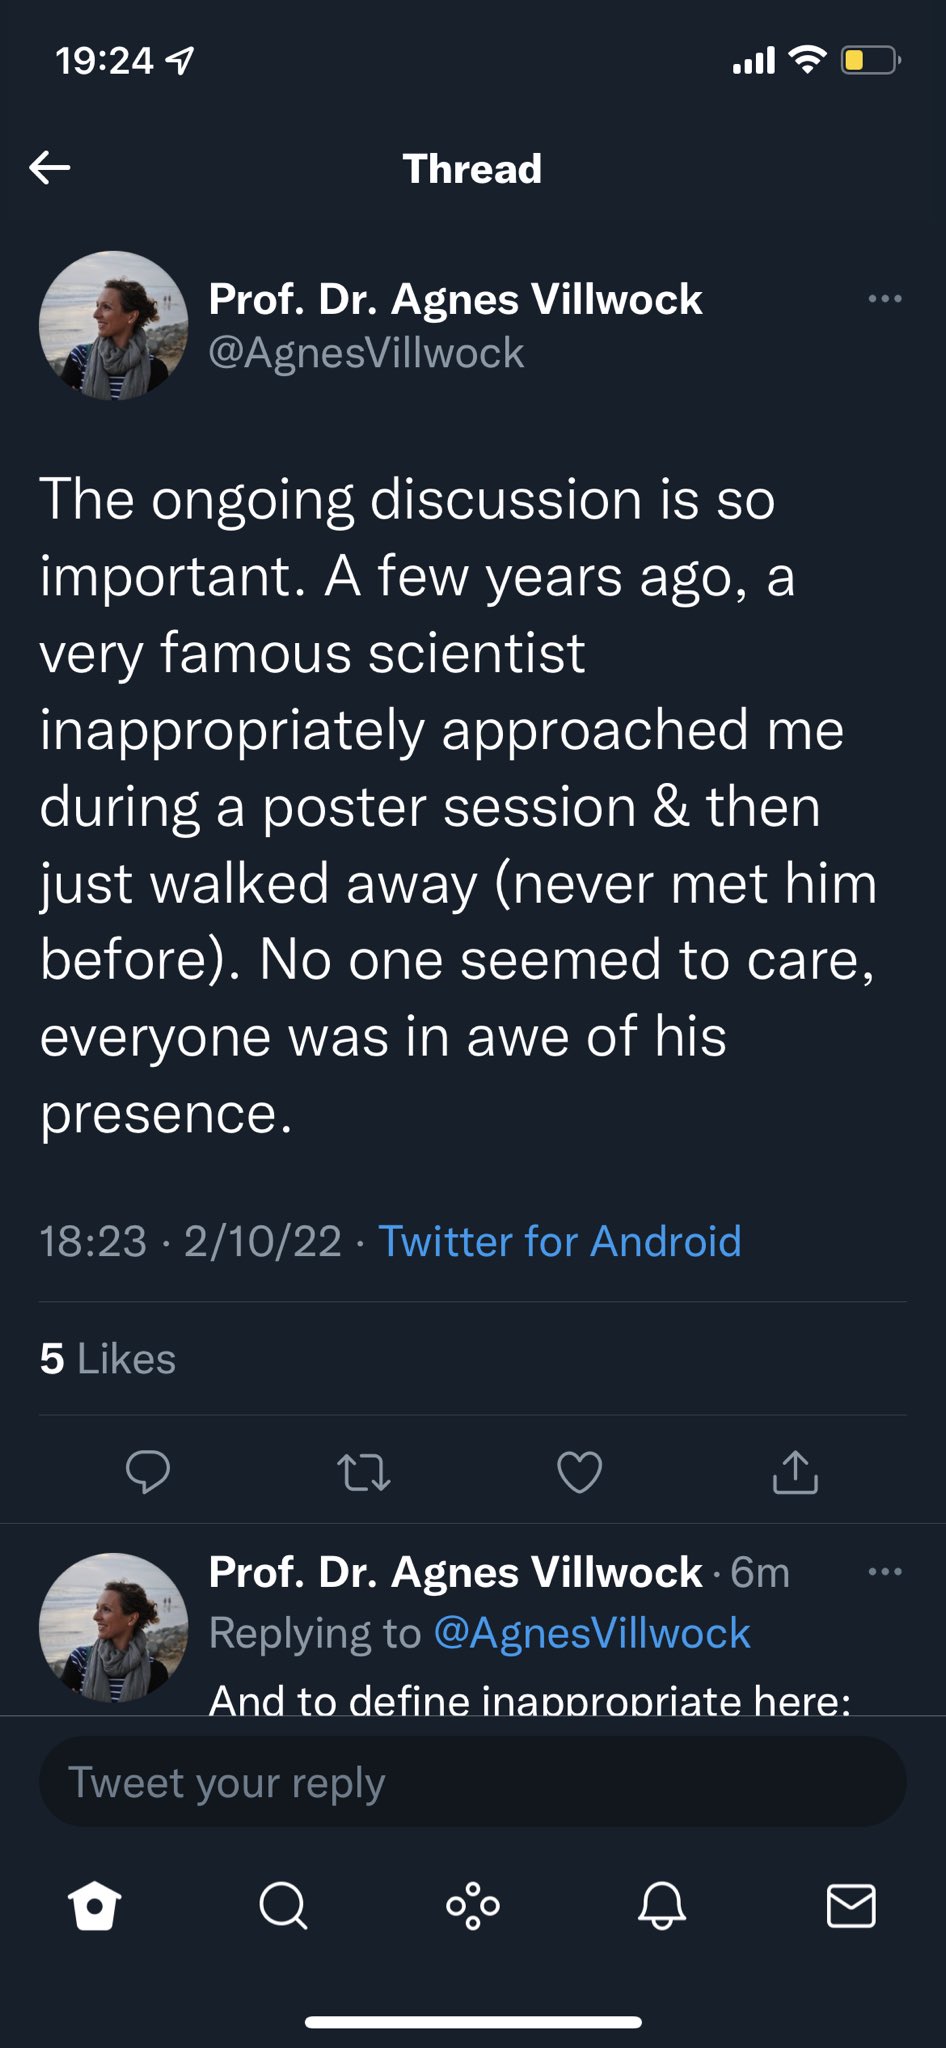 19:24
Thread
Prof. Dr. Agnes Villwock
@AgnesVillwock
The ongoing discussion is so
important. A few years ago, a
very famous scientist
inappropriately approached me
during a poster session & then
just walked away (never met him
before). No one seemed to care,
everyone was in awe of his
presence.
18:23 · 2/10/22 · Twitter for Android
5 Likes
Prof. Dr. Agnes Villwock · 6m
Replying to @AgnesVillwock
And to define inappropriate here:
Tweet your reply